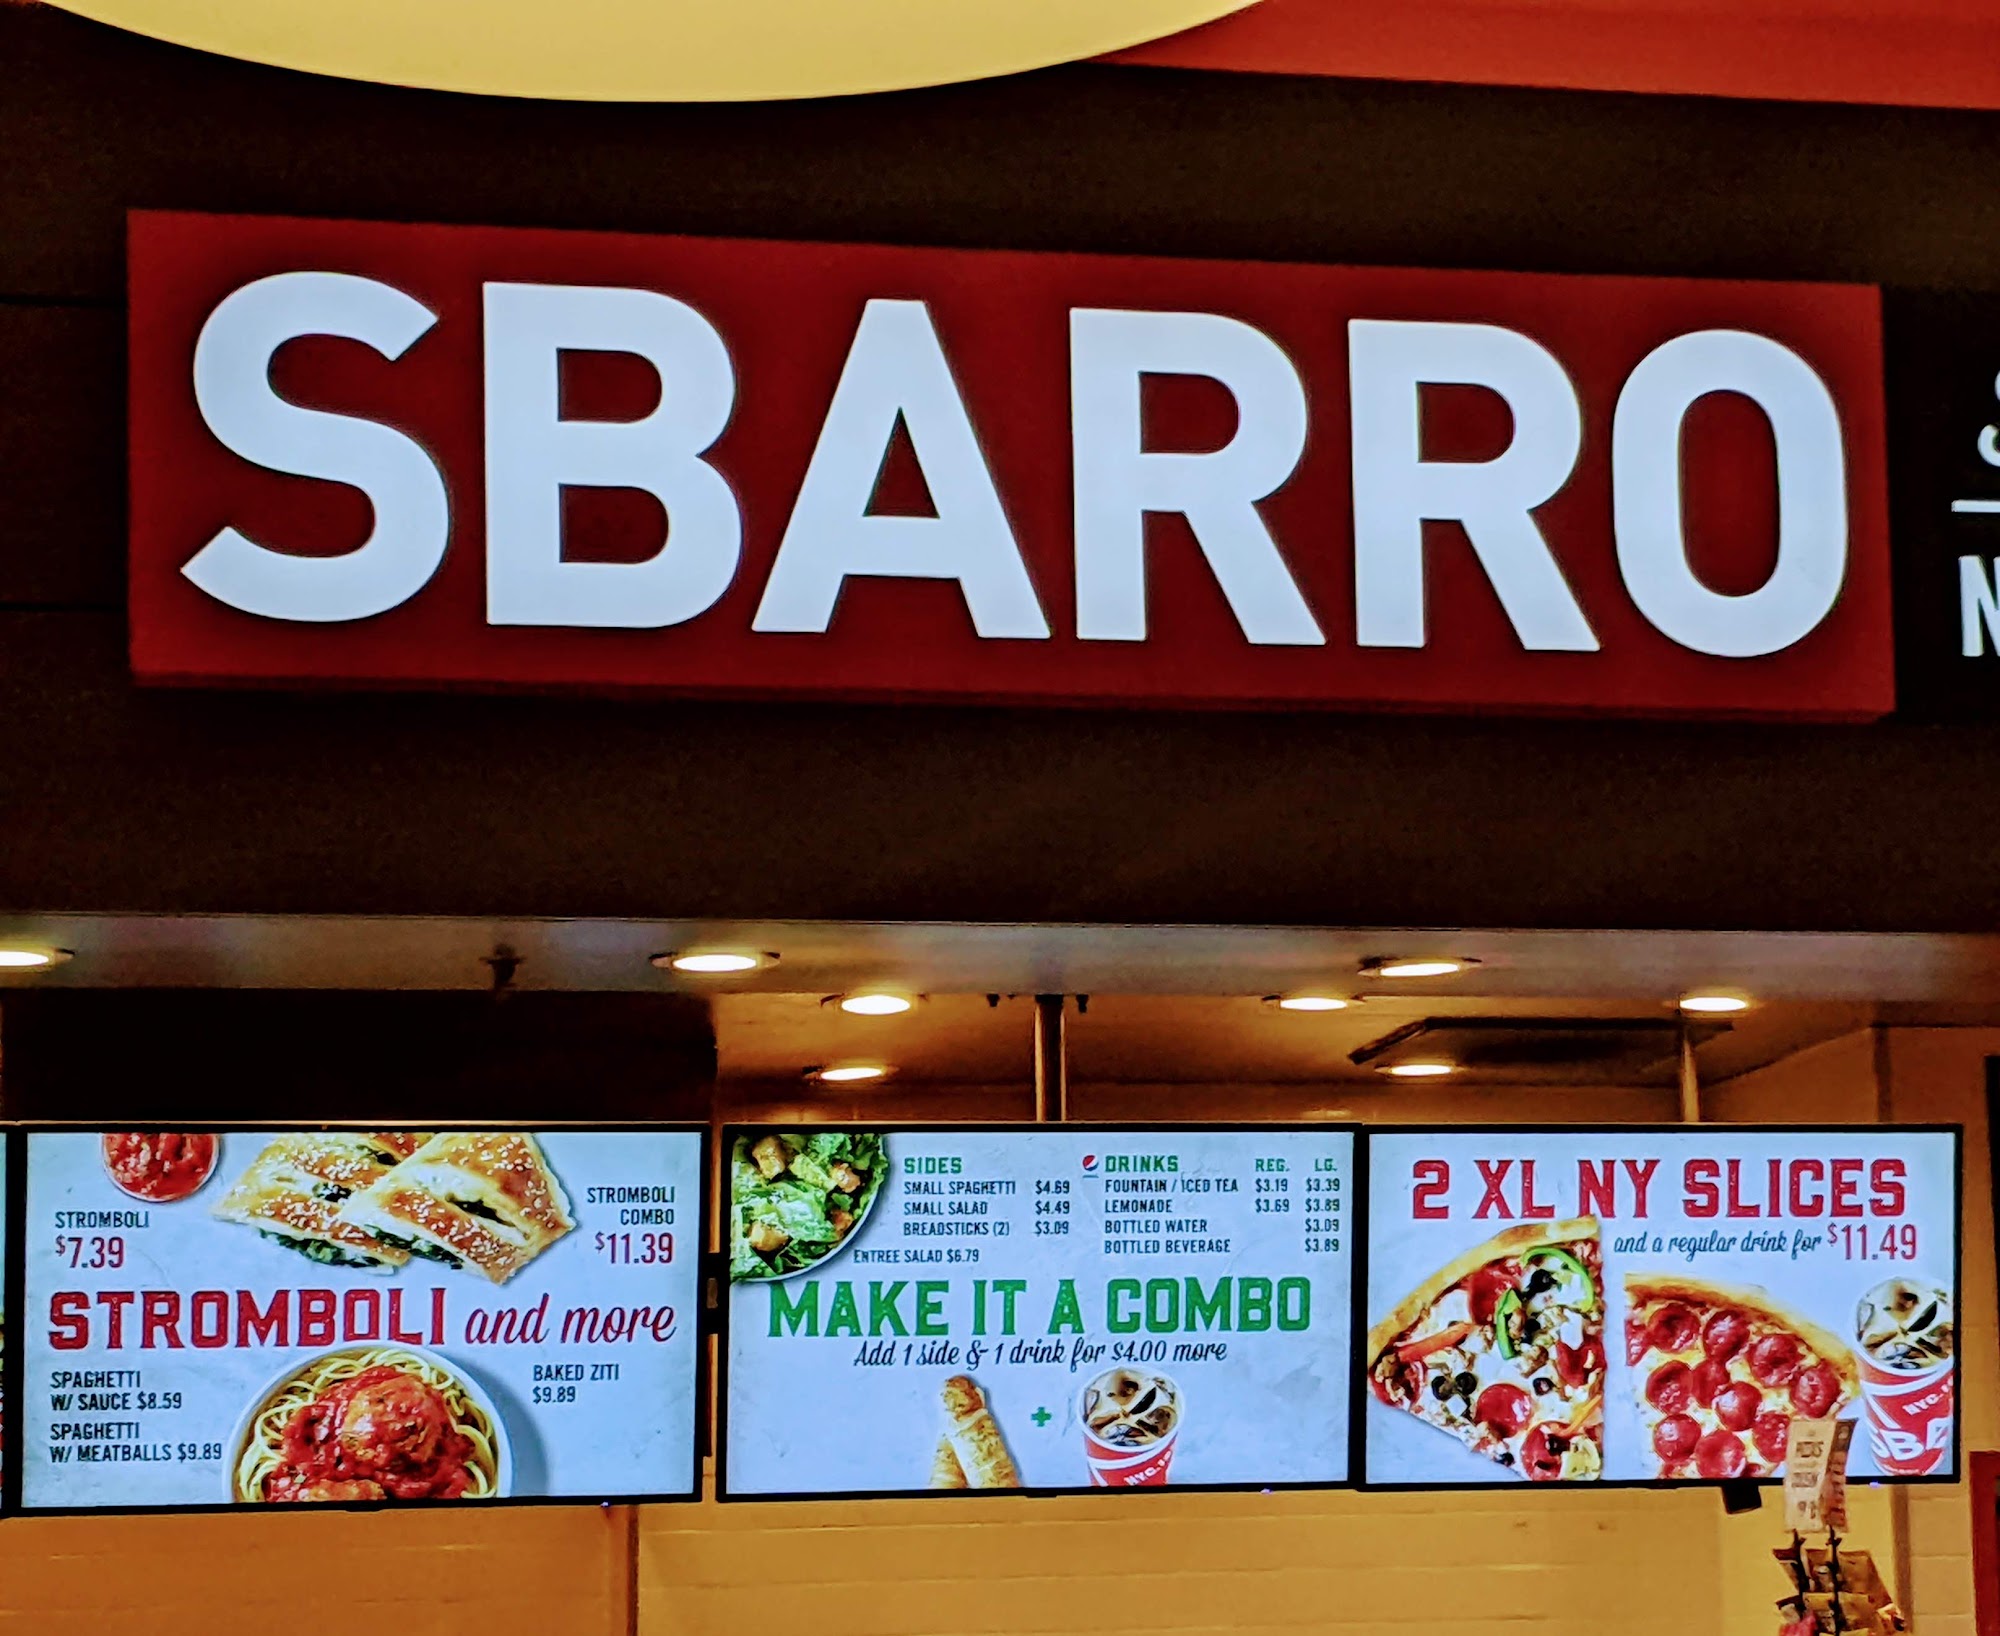 SBARRO
STROMBOLI
$7.39
STROMBOLI
COMBO
$11.39
STROMBOLI and more
SPAGHETTI
W/ SAUCE $8.59
SPAGHETTI
W/ MEATBALLS $9.89
BAKED ZITI
$9.89
SIDES
SMALL SPAGHETTI $4.69
SMALL SALAD $4.49
BREADSTICKS (2) $3.09
ENTREE SALAD $6.79
DRINKS REG. LG.
FOUNTAIN / ICED TEA $3.19 $3.39
LEMONADE $3.69 $3.89
BOTTLED WATER $3.09
BOTTLED BEVERAGE $3.89
MAKE IT A COMBO
Add 1 side & 1 drink for $4.00 more
+
NYC
2 XL NY SLICES
and a regular drink for $11.49
NYC
SB